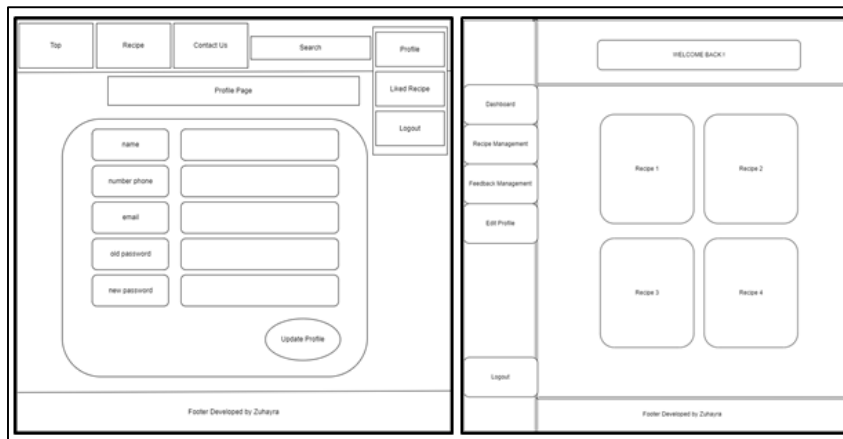 Top
Recipe
Contact Us
Search
Profile
Liked Recipe
Logout
Profile Page
name
number phone
email
old password
new password
Update Profile
Footer Developed by Zuhayra
WELCOME BACK !
Dashboard
Recipe Management
Feedback Management
Edit Profile
Logout
Recipe 1
Recipe 2
Recipe 3
Recipe 4
Footer Developed by Zuhayra